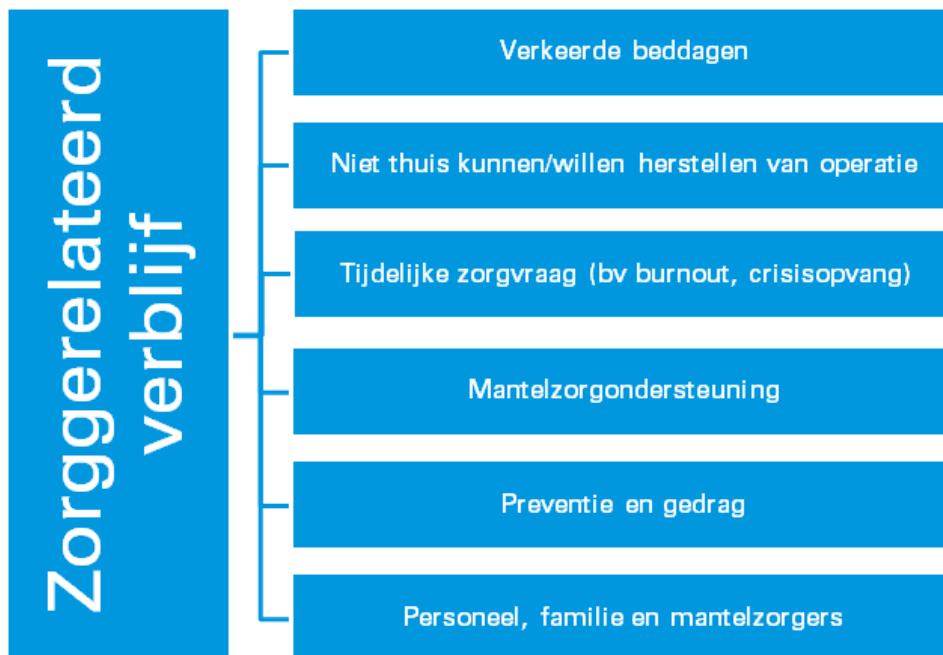 Zorggerelateerd
verblijf
Verkeerde beddagen
Niet thuis kunnen/willen herstellen van operatie
Tijdelijke zorgvraag (bv burnout, crisisopvang)
Mantelzorgondersteuning
Preventie en gedrag
Personeel, familie en mantelzorgers